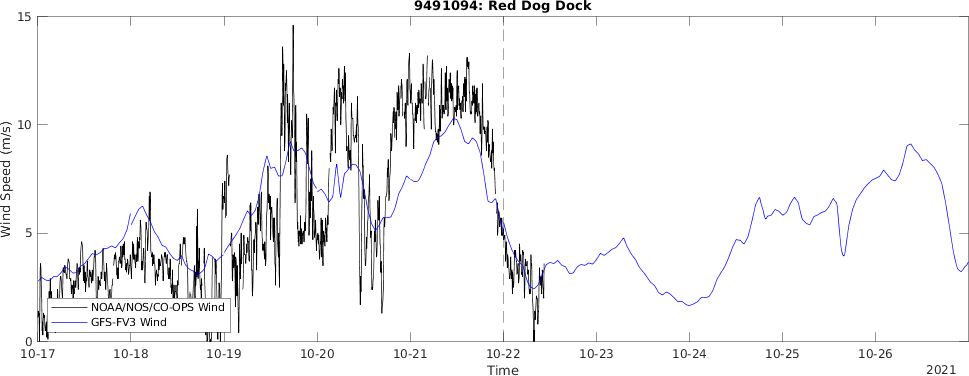 9491094: Red Dog Dock
15
10
5
0
Wind Speed (m/s)
NOAA/NOS/CO-OPS Wind
GFS-FV3 Wind
10-17 10-18 10-19 10-20 10-21 10-22 10-23 10-24 10-25 10-26
Time
2021